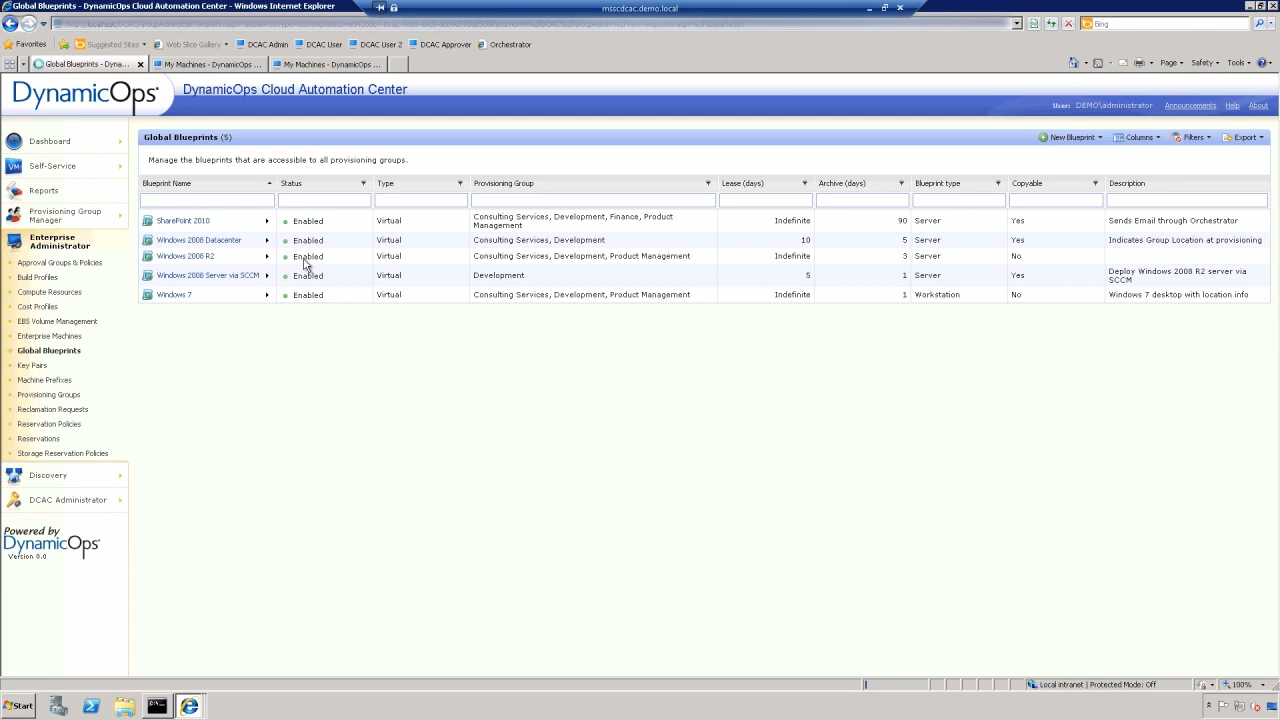 Global Blueprints - DynamicOps Cloud Automation Center - Windows Internet Explorer
msscdcac.demo.local
Bing
Favorites
Suggested Sites
Web Slice Gallery
DCAC Admin
DCAC User
DCAC User 2
DCAC Approver
Orchestrator
Global Blueprints - Dyna...
My Machines - DynamicOps ...
My Machines - DynamicOps ...
Page
Safety
Tools
DynamicOps
DynamicOps Cloud Automation Center
User: DEMO\administrator
Announcements
Help
About
Dashboard
Self-Service
Reports
Provisioning Group
Manager
Enterprise
Administrator
Approval Groups & Policies
Build Profiles
Compute Resources
Cost Profiles
EBS Volume Management
Enterprise Machines
Global Blueprints
Key Pairs
Machine Prefixes
Provisioning Groups
Reclamation Requests
Reservation Policies
Reservations
Storage Reservation Policies
Discovery
DCAC Administrator
Powered by
DynamicOps
Version 0.0
Global Blueprints (5)
New Blueprint
Columns
Filters
Export
Manage the blueprints that are accessible to all provisioning groups.
Blueprint Name Status Type Provisioning Group Lease (days) Archive (days) Blueprint type Copyable Description
SharePoint 2010 Enabled Virtual Consulting Services, Development, Finance, Product
Management Indefinite 90 Server Yes Sends Email through Orchestrator
Windows 2008 Datacenter Enabled Virtual Consulting Services, Development 10 5 Server Yes Indicates Group Location at provisioning
Windows 2008 R2 Enabled Virtual Consulting Services, Development, Product Management Indefinite 3 Server No
Windows 2008 Server via SCCM Enabled Virtual Development 5 1 Server Yes Deploy Windows 2008 R2 server via
SCCM
Windows 7 Enabled Virtual Consulting Services, Development, Product Management Indefinite 1 Workstation No Windows 7 desktop with location info
Local intranet | Protected Mode: Off
100%
Start